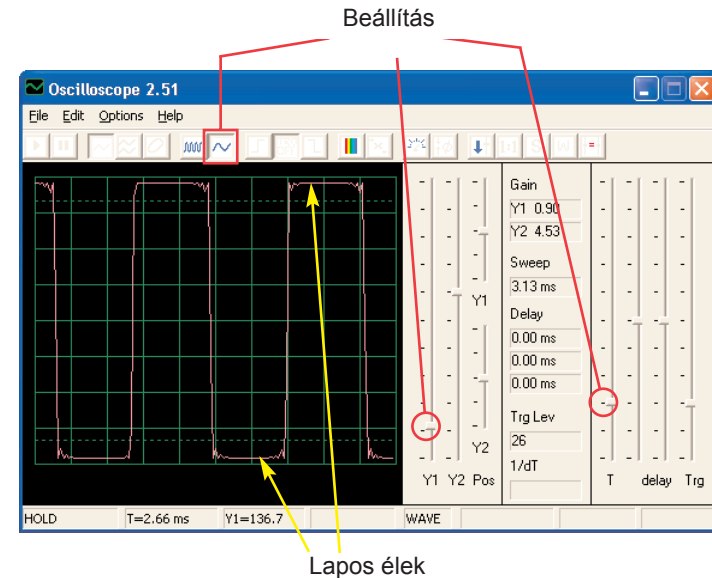 Beállítás
Oscilloscope 2.51
File Edit Options Help
Gain
Y1 0.90
Y2 4.53
Sweep
3.13 ms
Y1
Delay
0.00 ms
0.00 ms
0.00 ms
Trg Lev
26
Y2
1/dT
Y1 Y2 Pos
T delay Trg
HOLD T=2.66 ms Y1=136.7 WAVE
Lapos élek